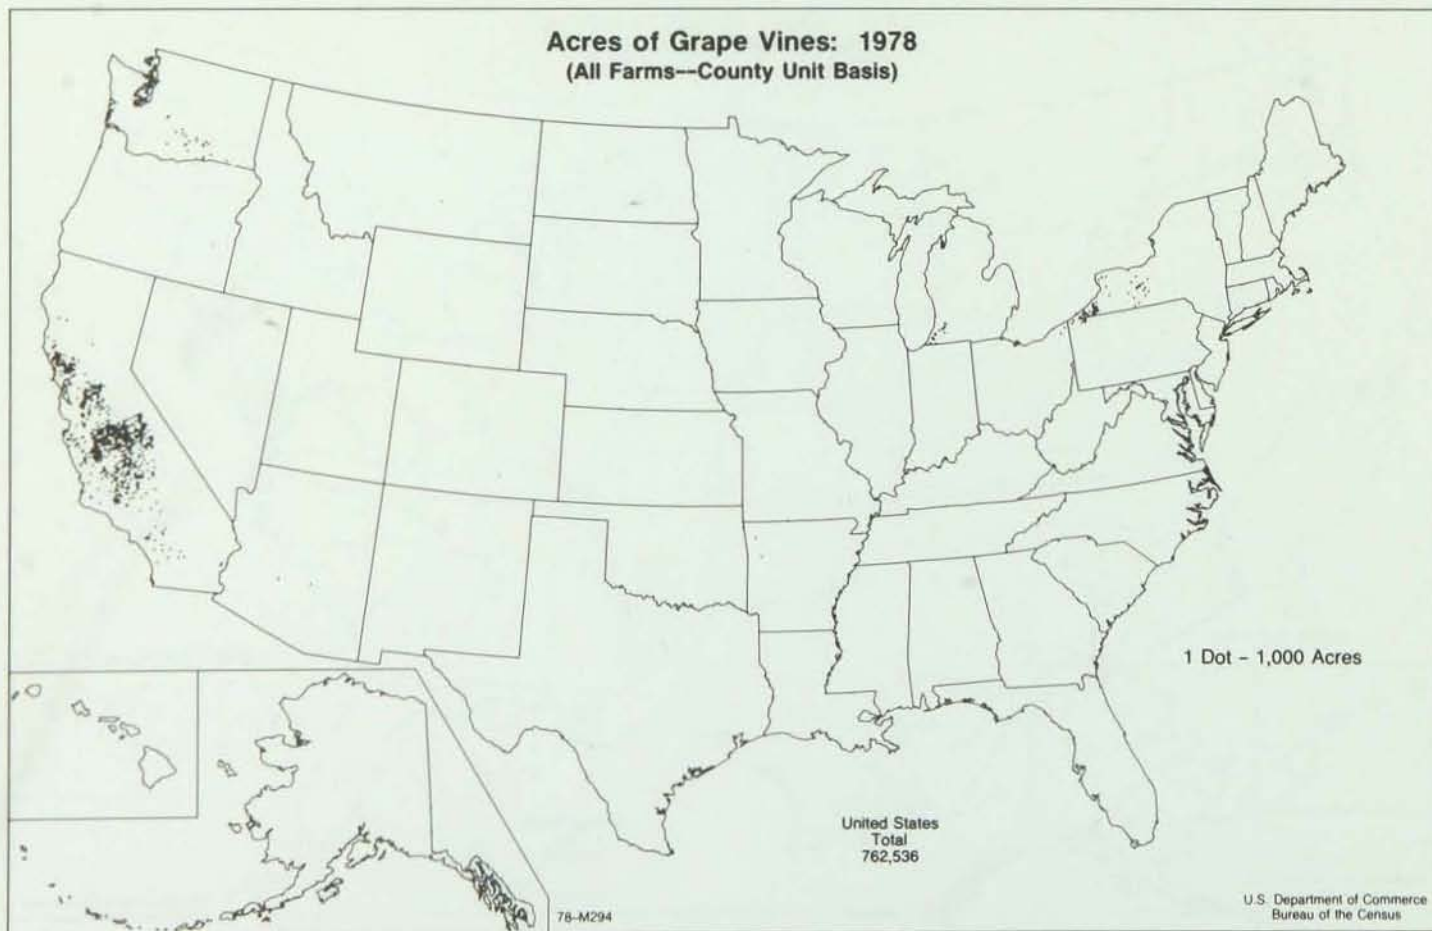 Acres of Grape Vines: 1978
(All Farms--County Unit Basis)
1 Dot - 1,000 Acres
United States
Total
762,536
78-M294
U.S. Department of Commerce
Bureau of the Census